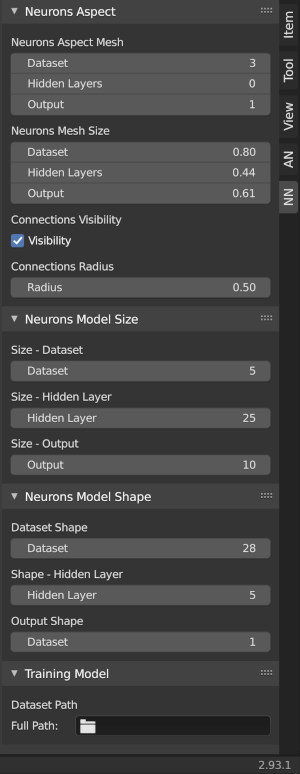 Neurons Aspect
Neurons Aspect Mesh
Dataset 3
Hidden Layers 0
Output 1
Neurons Mesh Size
Dataset 0.80
Hidden Layers 0.44
Output 0.61
Connections Visibility
Visibility
Connections Radius
Radius 0.50
Neurons Model Size
Size - Dataset
Dataset 5
Size - Hidden Layer
Hidden Layer 25
Size - Output
Output 10
Neurons Model Shape
Dataset Shape
Dataset 28
Shape - Hidden Layer
Hidden Layer 5
Output Shape
Dataset 1
Training Model
Dataset Path
Full Path:
Item
Tool
View
AN
NN
2.93.1